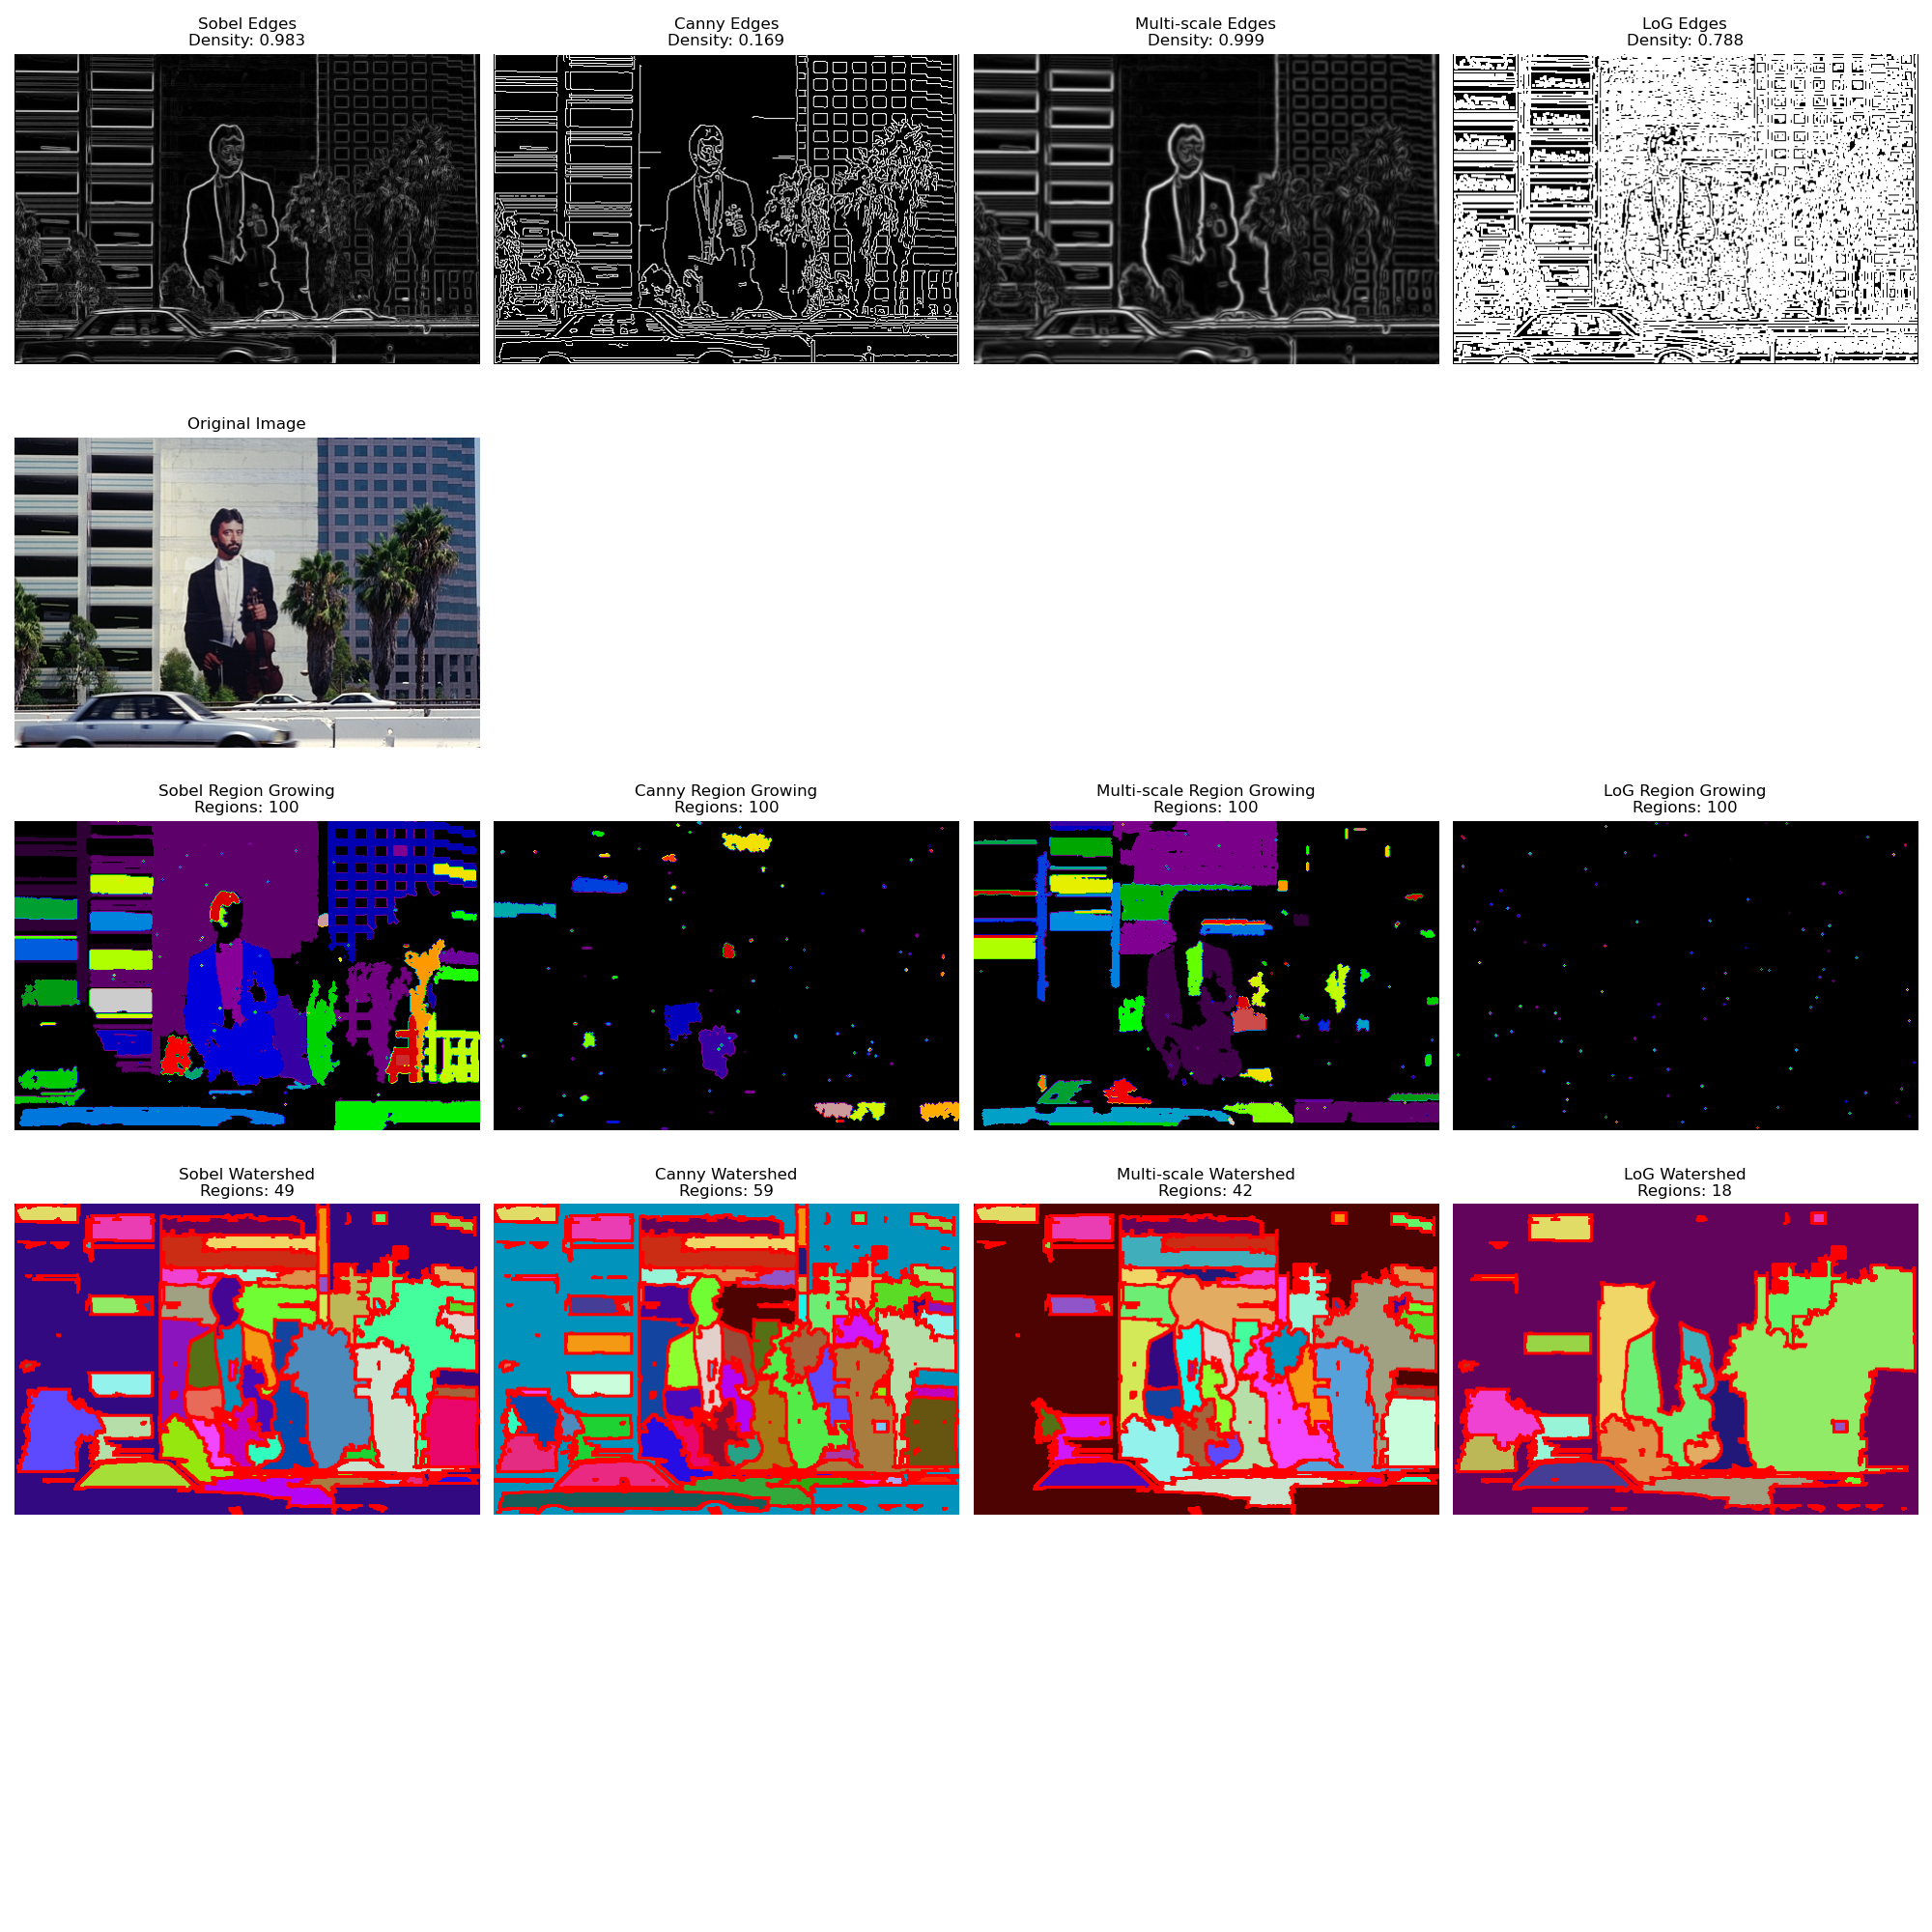 Sobel Edges
Density: 0.983
Canny Edges
Density: 0.169
Multi-scale Edges
Density: 0.999
LoG Edges
Density: 0.788
Original Image
Sobel Region Growing
Regions: 100
Canny Region Growing
Regions: 100
Multi-scale Region Growing
Regions: 100
LoG Region Growing
Regions: 100
Sobel Watershed
Regions: 49
Canny Watershed
Regions: 59
Multi-scale Watershed
Regions: 42
LoG Watershed
Regions: 18